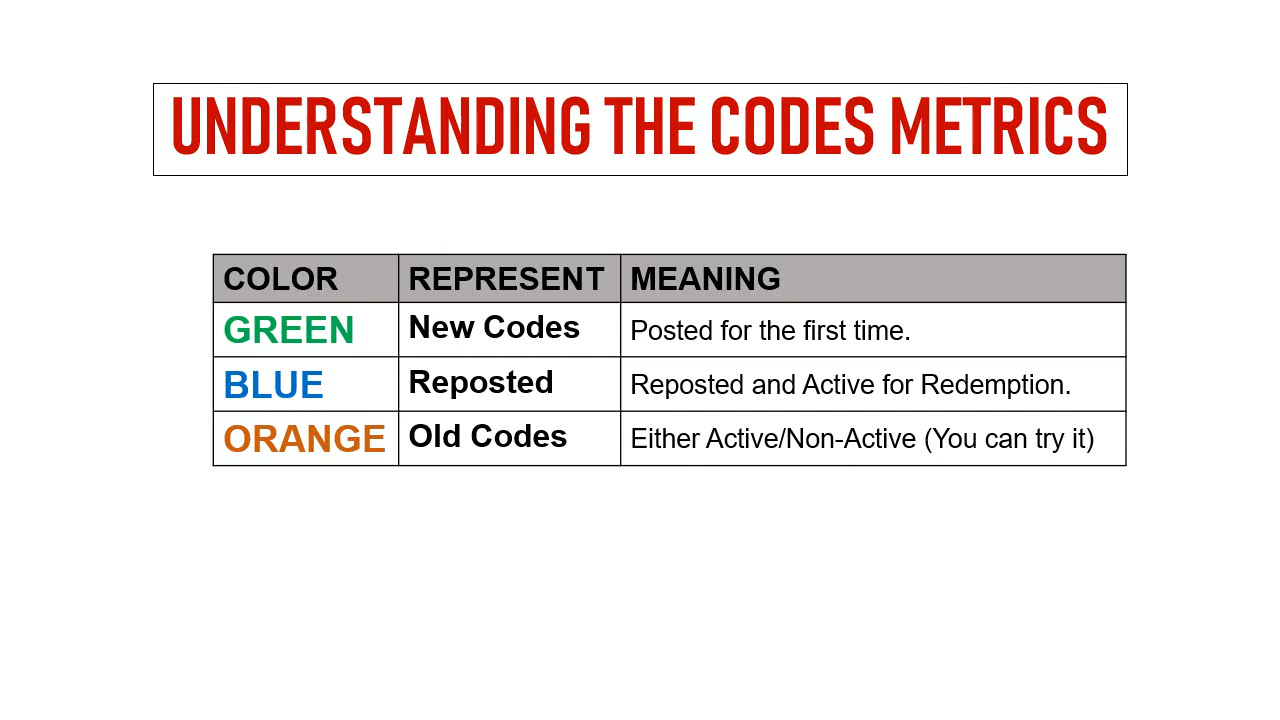 UNDERSTANDING THE CODES METRICS
COLOR REPRESENT MEANING
GREEN New Codes Posted for the first time.
BLUE Reposted Reposted and Active for Redemption.
ORANGE Old Codes Either Active/Non-Active (You can try it)